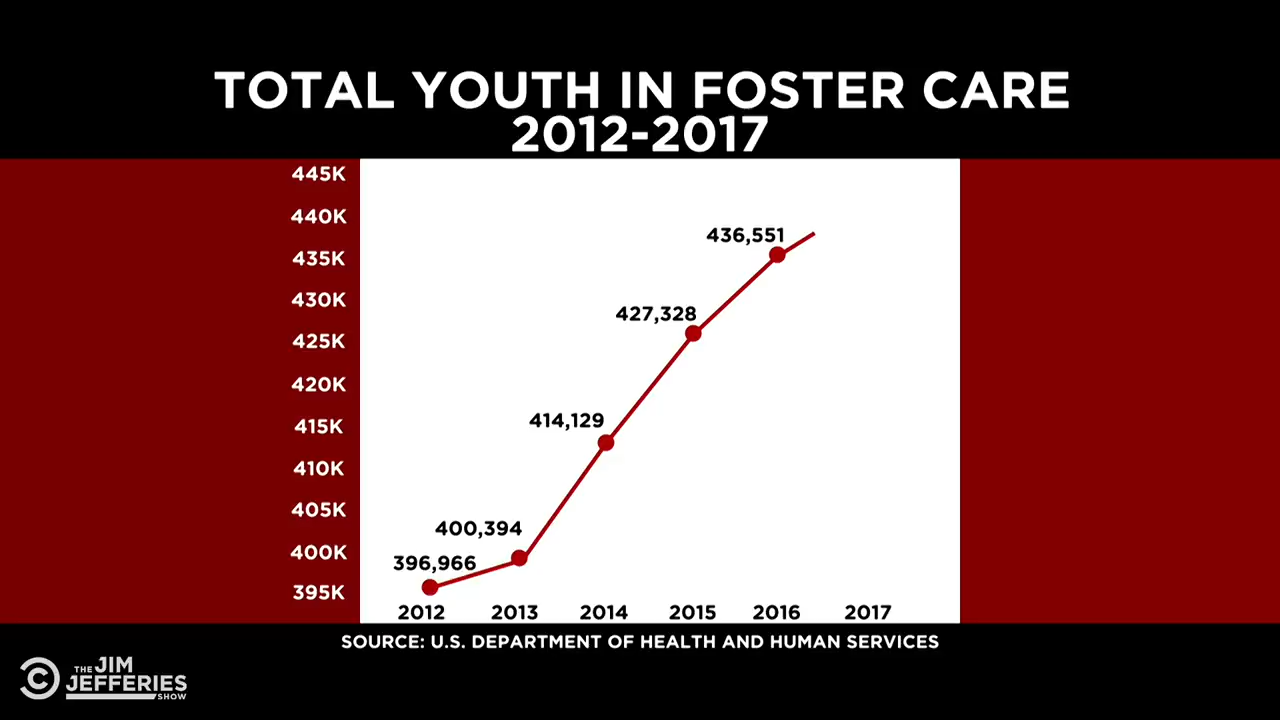 TOTAL YOUTH IN FOSTER CARE
2012-2017
445K
440K
435K
430K
425K
420K
415K
410K
405K
400K
395K
436,551
427,328
414,129
400,394
396,966
2012 2013 2014 2015 2016 2017
SOURCE: U.S. DEPARTMENT OF HEALTH AND HUMAN SERVICES
THE JIM
JEFFERIES
SHOW